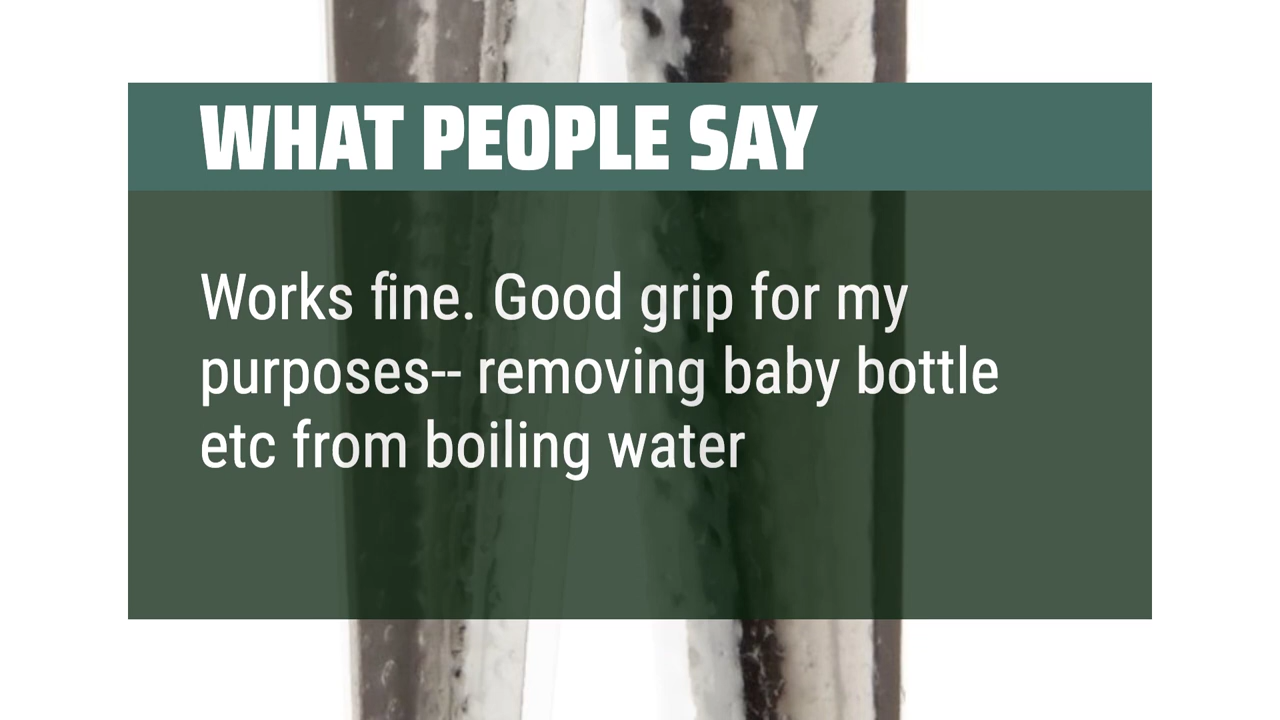 WHAT PEOPLE SAY
Works fine. Good grip for my
purposes-- removing baby bottle
etc from boiling water